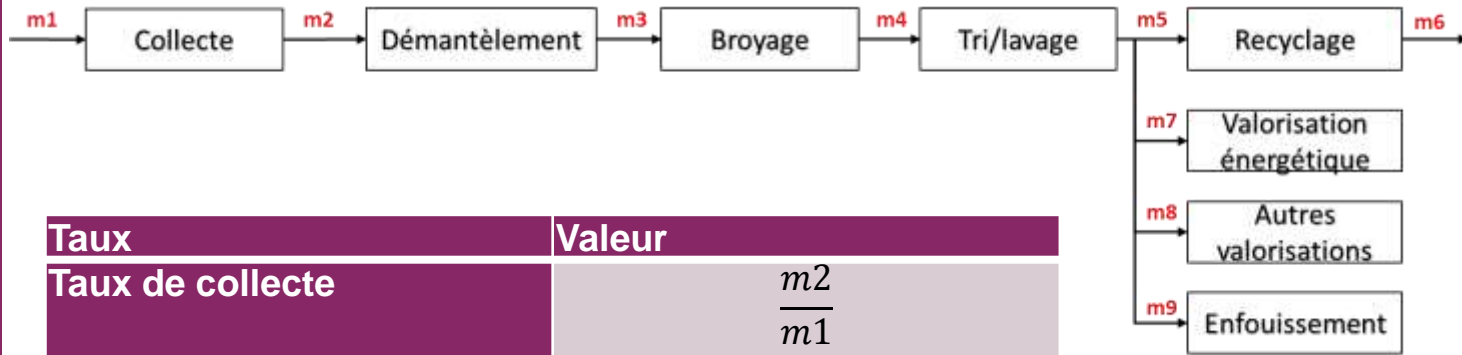 m1
Collecte
m2
Démantèlement
m3
Broyage
m4
Tri/lavage
m5
Recyclage
m6
m7
Valorisation
énergétique
m8
Autres
valorisations
m9
Enfouissement
Taux
Valeur
Taux de collecte
m2
m1